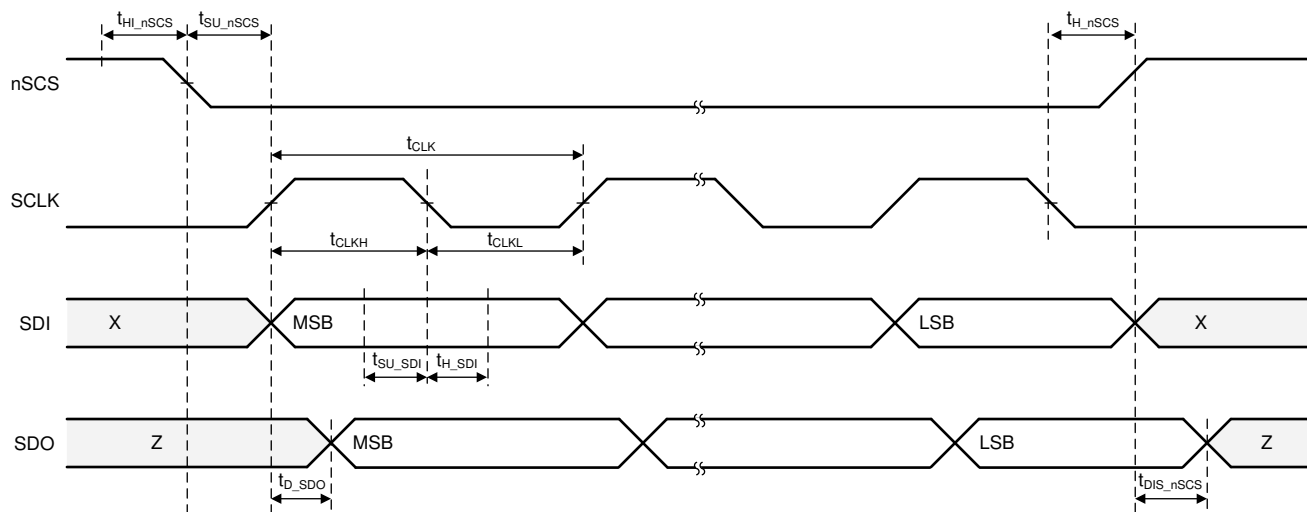 tHI_nSCS tSU_nSCS tH_nSCS
nSCS
tCLK
SCLK
tCLKH tCLKL
SDI X MSB LSB X
tSU_SDI tH_SDI
SDO Z MSB LSB Z
tD_SDO tDIS_nSCS